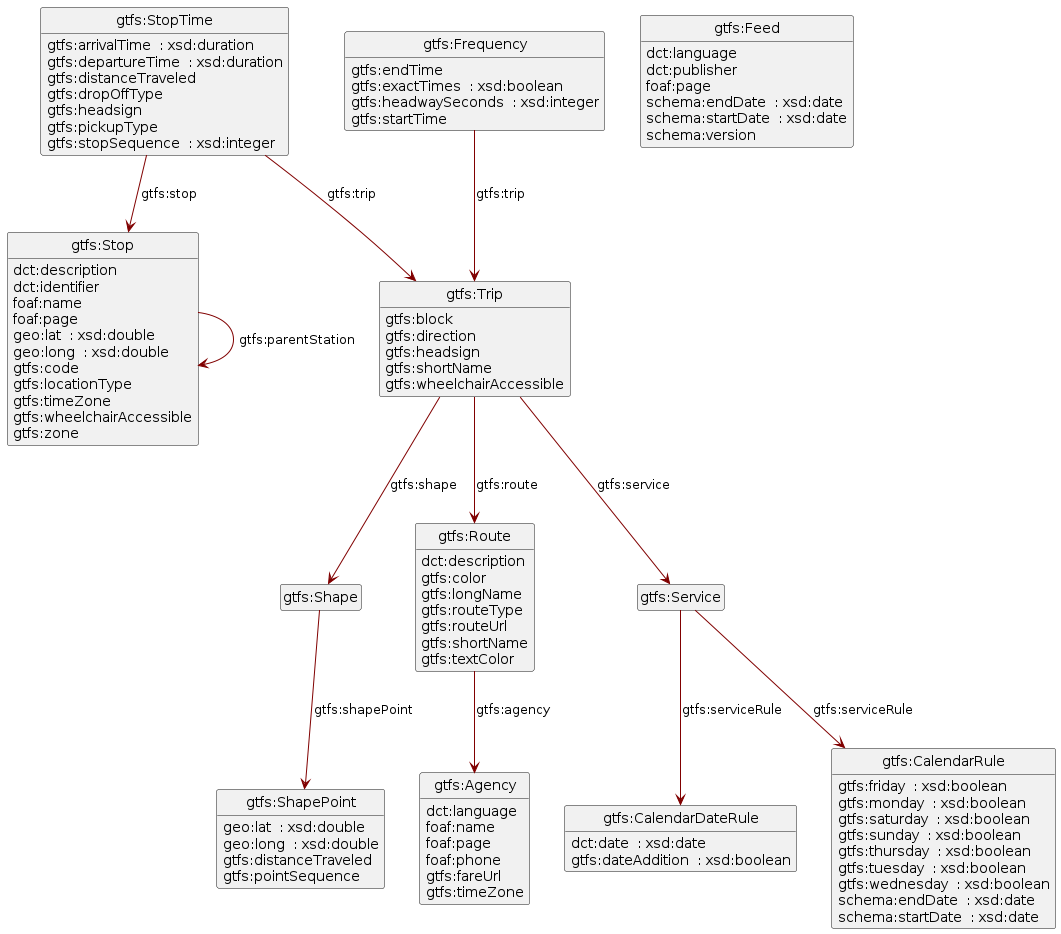 gtfs:StopTime
gtfs:arrivalTime : xsd:duration
gtfs:departureTime : xsd:duration
gtfs:distanceTraveled
gtfs:dropOffType
gtfs:headsign
gtfs:pickupType
gtfs:stopSequence : xsd:integer
gtfs:Frequency
gtfs:endTime
gtfs:exactTimes : xsd:boolean
gtfs:headwaySeconds : xsd:integer
gtfs:startTime
gtfs:Feed
dct:language
dct:publisher
foaf:page
schema:endDate : xsd:date
schema:startDate : xsd:date
schema:version
gtfs:stop
gtfs:trip
gtfs:trip
gtfs:Stop
dct:description
dct:identifier
foaf:name
foaf:page
geo:lat : xsd:double
geo:long : xsd:double
gtfs:code
gtfs:locationType
gtfs:timeZone
gtfs:wheelchairAccessible
gtfs:zone
gtfs:parentStation
gtfs:Trip
gtfs:block
gtfs:direction
gtfs:headsign
gtfs:shortName
gtfs:wheelchairAccessible
gtfs:shape
gtfs:route
gtfs:service
gtfs:Shape
gtfs:Route
dct:description
gtfs:color
gtfs:longName
gtfs:routeType
gtfs:routeUrl
gtfs:shortName
gtfs:textColor
gtfs:Service
gtfs:shapePoint
gtfs:agency
gtfs:serviceRule
gtfs:serviceRule
gtfs:ShapePoint
geo:lat : xsd:double
geo:long : xsd:double
gtfs:distanceTraveled
gtfs:pointSequence
gtfs:Agency
dct:language
foaf:name
foaf:page
foaf:phone
gtfs:fareUrl
gtfs:timeZone
gtfs:CalendarDateRule
dct:date : xsd:date
gtfs:dateAddition : xsd:boolean
gtfs:CalendarRule
gtfs:friday : xsd:boolean
gtfs:monday : xsd:boolean
gtfs:saturday : xsd:boolean
gtfs:sunday : xsd:boolean
gtfs:thursday : xsd:boolean
gtfs:tuesday : xsd:boolean
gtfs:wednesday : xsd:boolean
schema:endDate : xsd:date
schema:startDate : xsd:date